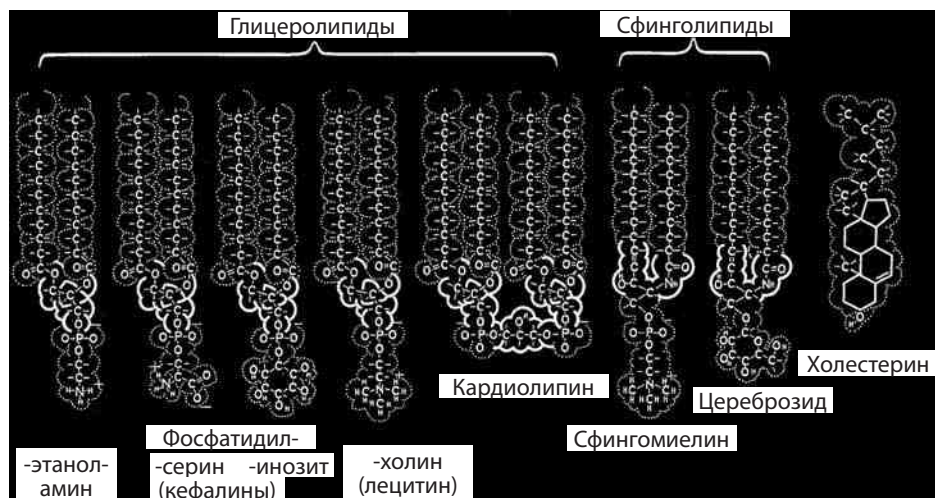 Глицеролипиды
Сфинголипиды
Кардиолипин
Холестерин
Цереброзид
Сфингомиелин
Фосфатидил-
-этанол-
амин
-серин -инозит
(кефалины)
-холин
(лецитин)